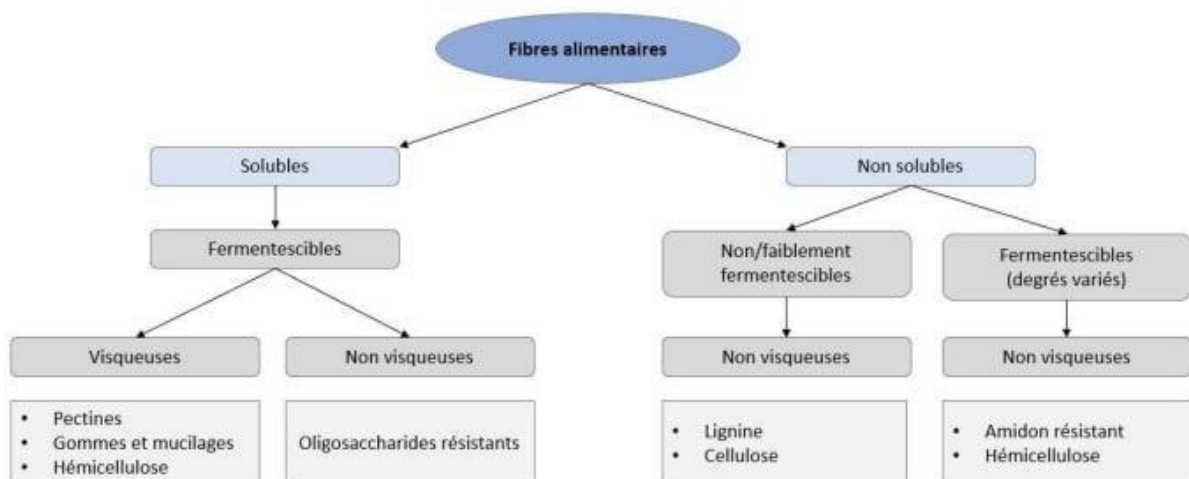 Fibres alimentaires
Solubles
Non solubles
Fermentescibles
Non/faiblement
fermentescibles
Fermentescibles
(degrés variés)
Visqueuses
Non visqueuses
Non visqueuses
Non visqueuses
• Pectines
• Gommes et mucilages
• Hémicellulose
Oligosaccharides résistants
• Lignine
• Cellulose
• Amidon résistant
• Hémicellulose